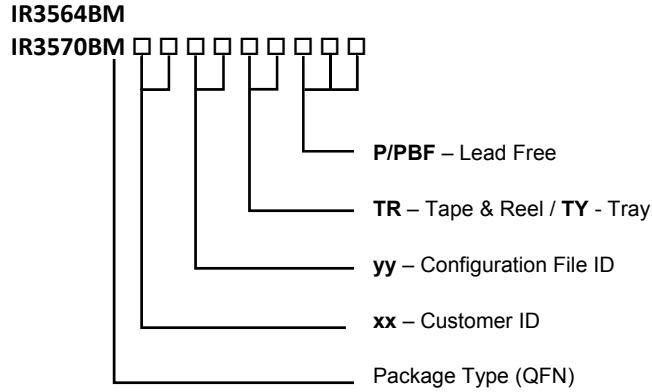 IR3564BM
IR3570BM □ □ □ □ □ □ □ □ □
P/PBF – Lead Free
TR – Tape & Reel / TY - Tray
yy – Configuration File ID
xx – Customer ID
Package Type (QFN)